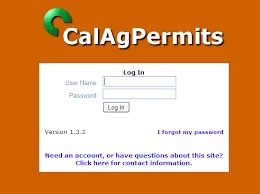 CalAgPermits
Log In
User Name:
Password:
Log In
Version 1.3.2
I forgot my password
Need an account, or have questions about this site?
Click here for contact information.